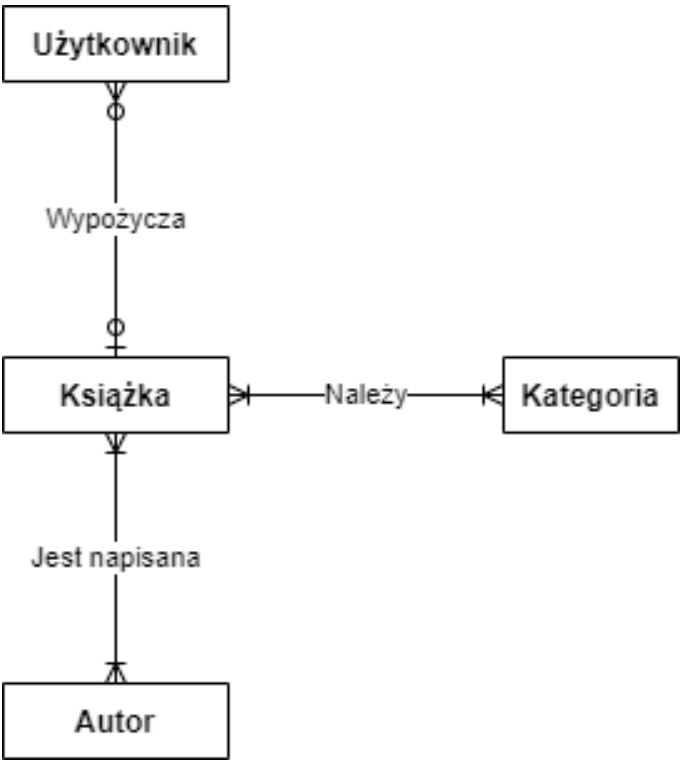 Użytkownik
Wypożycza
Książka
Należy
Kategoria
Jest napisana
Autor